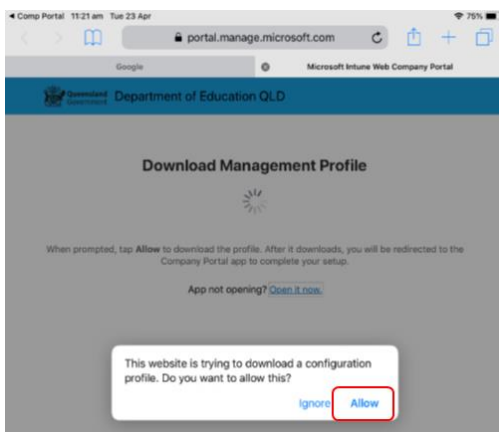 Comp Portal 11:21 am Tue 23 Apr 75%
portal.manage.microsoft.com
Google Microsoft Intune Web Company Portal
Queensland Government Department of Education QLD
Download Management Profile
When prompted, tap Allow to download the profile. After it downloads, you will be redirected to the
Company Portal app to complete your setup.
App not opening? Open it now.
This website is trying to download a configuration
profile. Do you want to allow this?
Ignore Allow